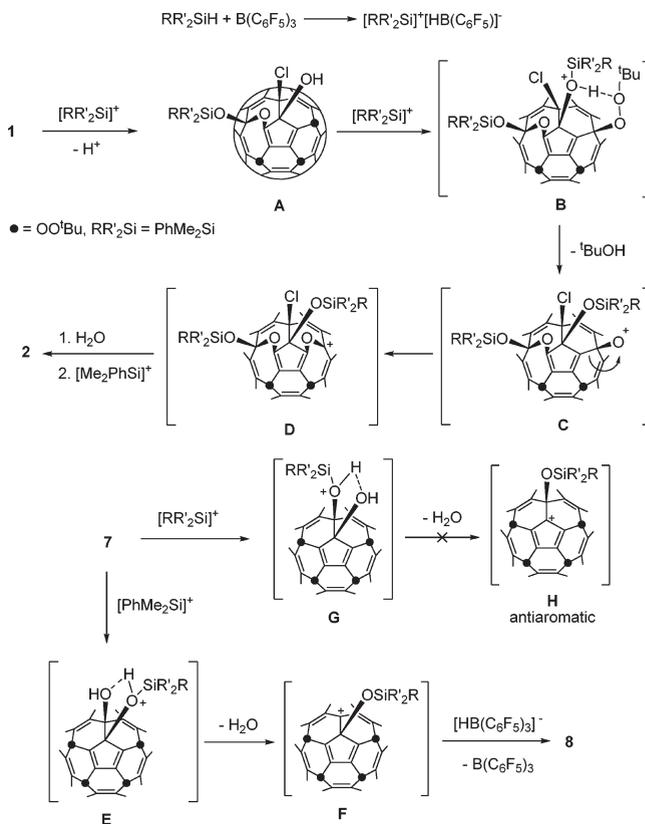 RR'₂SiH + B(C₆F₅)₃ → [RR'₂Si]⁺[HB(C₆F₅)]⁻
1
[RR'₂Si]⁺
- H⁺
RR'₂SiO
Cl
OH
O
A
[RR'₂Si]⁺
SiR'₂R
ᵗBu
Cl
+
O
H
O
O
RR'₂SiO
O
B
● = OOᵗBu, RR'₂Si = PhMe₂Si
- ᵗBuOH
2
1. H₂O
2. [Me₂PhSi]⁺
Cl
OSiR'₂R
RR'₂SiO
O
O
+
D
Cl
OSiR'₂R
RR'₂SiO
O
O
+
C
7
[RR'₂Si]⁺
RR'₂Si
H
+
O
OH
G
- H₂O
OSiR'₂R
+
H
antiaromatic
[PhMe₂Si]⁺
HO
H
SiR'₂R
O
+
E
- H₂O
+
OSiR'₂R
F
[HB(C₆F₅)₃]⁻
- B(C₆F₅)₃
8